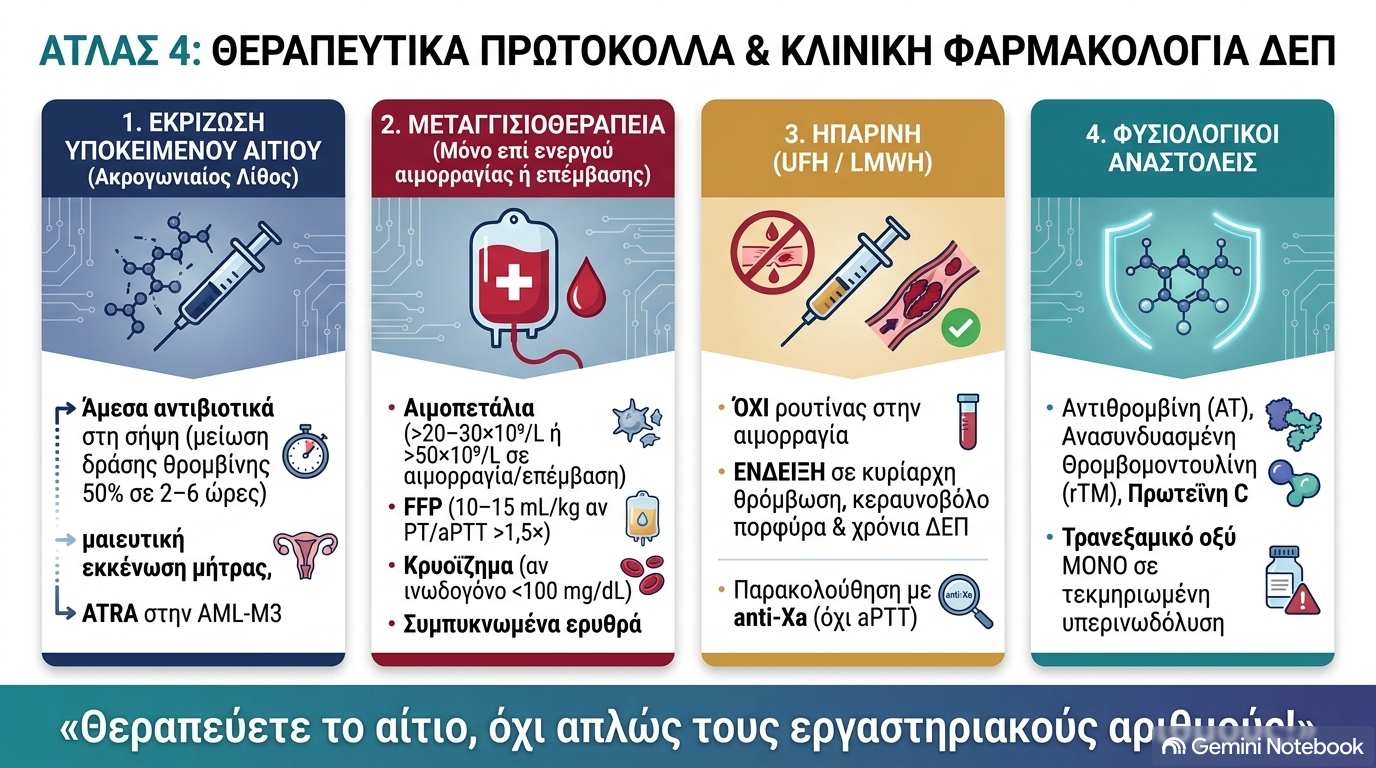 ΑΤΛΑΣ 4: ΘΕΡΑΠΕΥΤΙΚΑ ΠΡΩΤΟΚΟΛΛΑ & ΚΛΙΝΙΚΗ ΦΑΡΜΑΚΟΛΟΓΙΑ ΔΕΠ
1. ΕΚΡΙΖΩΣΗ
ΥΠΟΚΕΙΜΕΝΟΥ ΑΙΤΙΟΥ
(Ακρογωνιαίος Λίθος)
Άμεσα αντιβιοτικά
στη σήψη (μείωση
δράσης θρομβίνης
50% σε 2–6 ώρες)
μαιευτική
εκκένωση μήτρας,
ATRA στην AML-M3
2. ΜΕΤΑΓΓΙΣΙΟΘΕΡΑΠΕΙΑ
(Μόνο επί ενεργού
αιμορραγίας ή επέμβασης)
• Αιμοπετάλια
(>20–30×10⁹/L ή
>50×10⁹/L σε
αιμορραγία/επέμβαση)
• FFP (10–15 mL/kg αν
PT/aPTT >1,5×)
• Κρυοΐζημα (αν
ινωδογόνο <100 mg/dL)
• Συμπυκνωμένα ερυθρά
3. ΗΠΑΡΙΝΗ
(UFH / LMWH)
• ΌΧΙ ρουτίνας στην
αιμορραγία
• ΕΝΔΕΙΞΗ σε κυρίαρχη
θρόμβωση, κεραυνοβόλο
πορφύρα & χρόνια ΔΕΠ
• Παρακολούθηση με
anti-Xa (όχι aPTT)
anti:Xe
4. ΦΥΣΙΟΛΟΓΙΚΟΙ
ΑΝΑΣΤΟΛΕΙΣ
• Αντιθρομβίνη (AT),
Ανασυνδυασμένη
Θρομβομοντουλίνη
(rTM), Πρωτεΐνη C
• Τρανεξαμικό οξύ
ΜΟΝΟ σε
τεκμηριωμένη
υπερινωδόλυση
«Θεραπεύετε το αίτιο, όχι απλώς τους εργαστηριακούς αριθμούς!»
Gemini Notebook